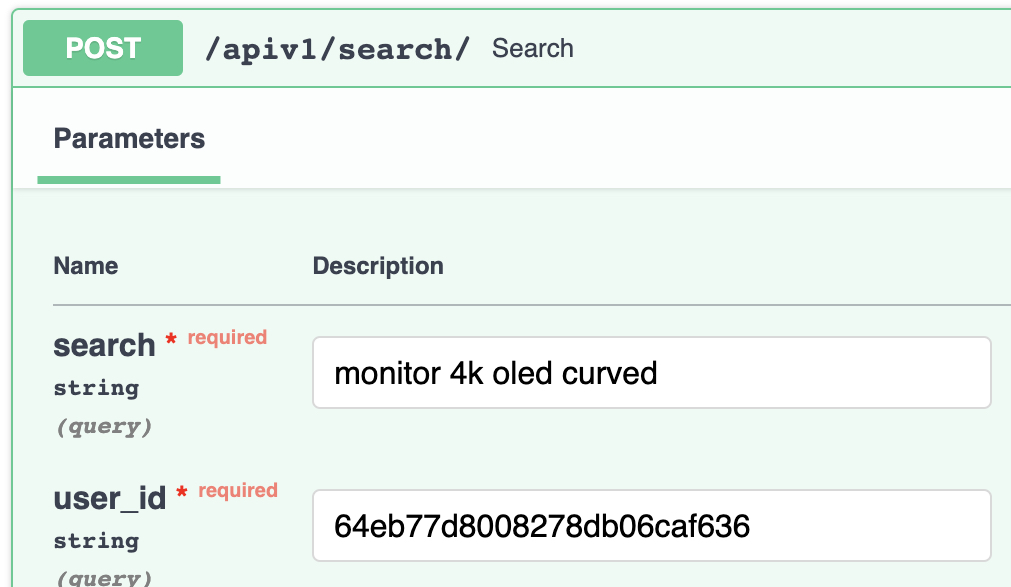 POST /apiv1/search/ Search
Parameters
Name Description
search * required
string
(query)
monitor 4k oled curved
user_id * required
string
(query)
64eb77d8008278db06caf636